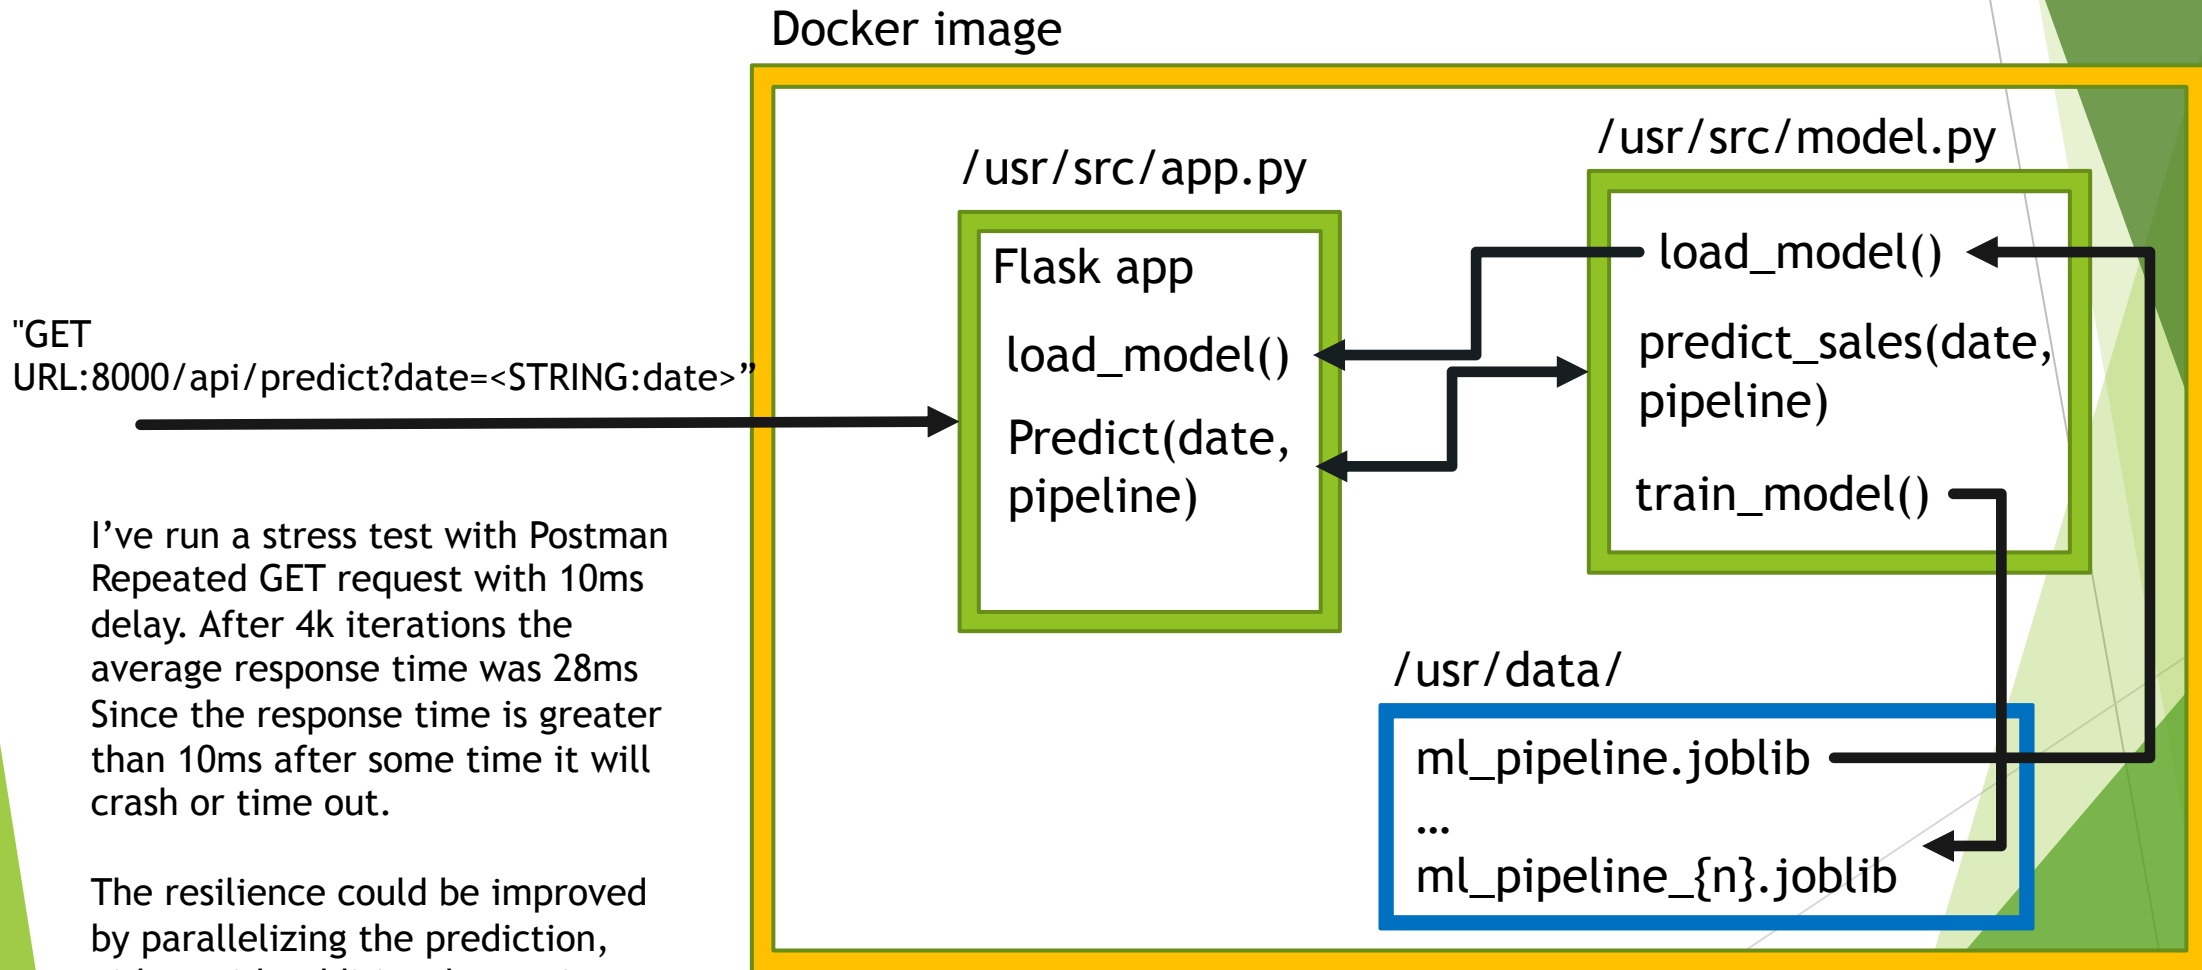 Docker image
/usr/src/app.py
/usr/src/model.py
Flask app
load_model()
Predict(date,
pipeline)
load_model()
predict_sales(date,
pipeline)
train_model()
"GET
URL:8000/api/predict?date=<STRING:date>”
I’ve run a stress test with Postman
Repeated GET request with 10ms
delay. After 4k iterations the
average response time was 28ms
Since the response time is greater
than 10ms after some time it will
crash or time out.
The resilience could be improved
by parallelizing the prediction,
/usr/data/
ml_pipeline.joblib
…
ml_pipeline_{n}.joblib